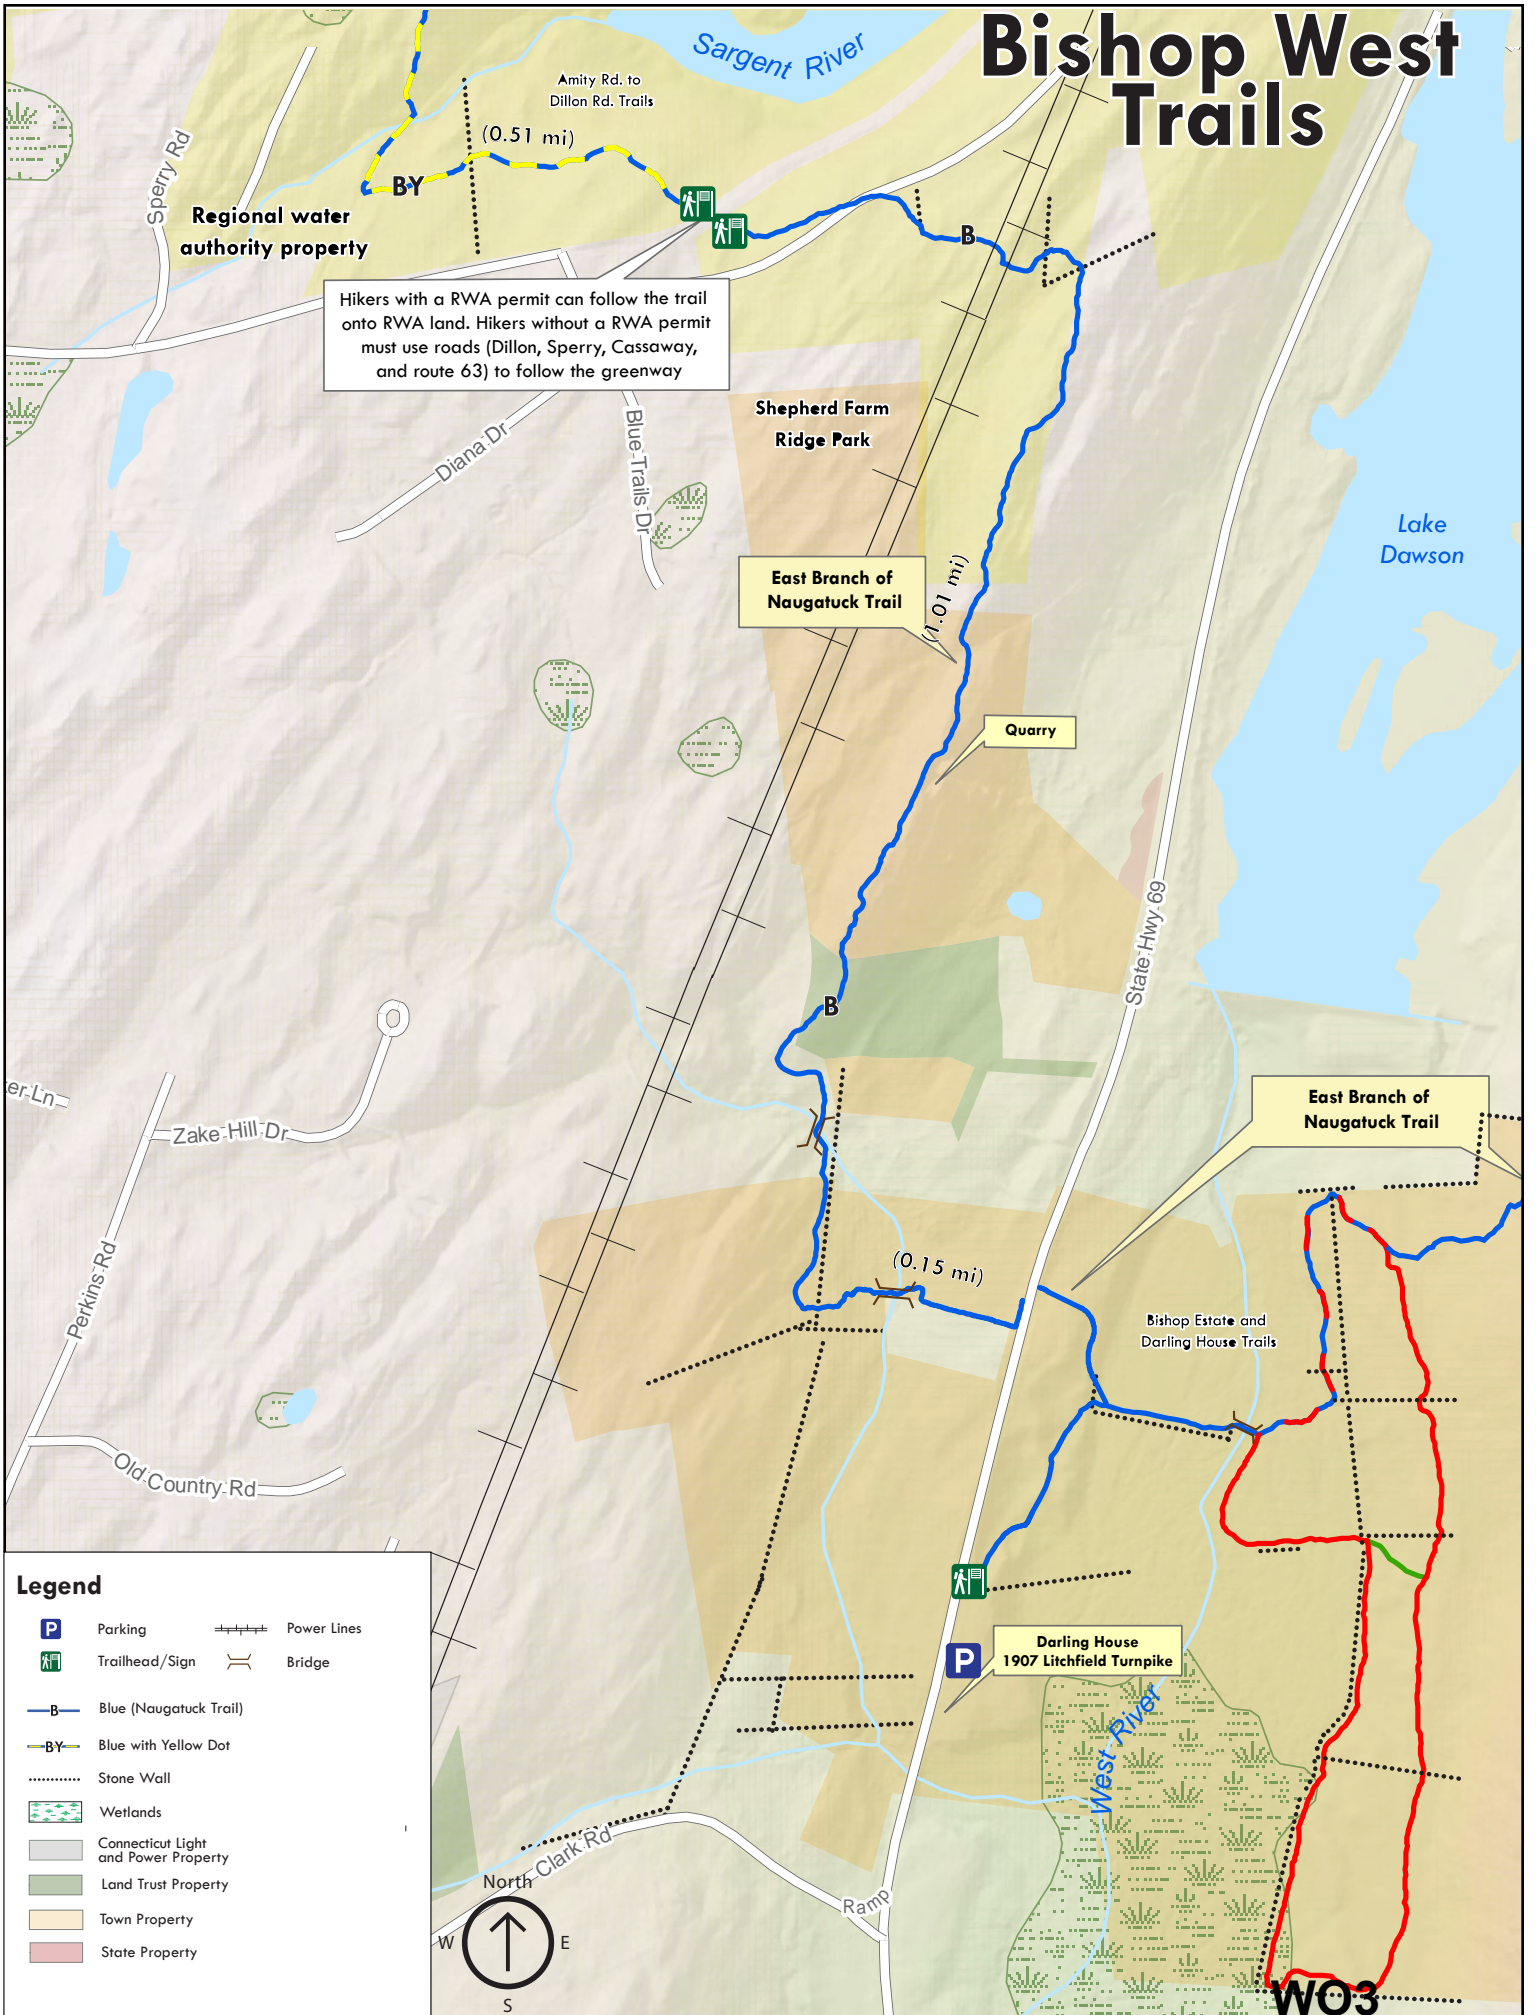 Bishop West
Trails
Sargent River
Amity Rd. to
Dillon Rd. Trails
(0.51 mi)
BY
Sperry Rd
Regional water
authority property
B
Hikers with a RWA permit can follow the trail
onto RWA land. Hikers without a RWA permit
must use roads (Dillon, Sperry, Cassaway,
and route 63) to follow the greenway
Shepherd Farm
Ridge Park
Diana Dr
Blue Trails Dr
Lake
Dawson
East Branch of
Naugatuck Trail
(1.01 mi)
Quarry
State Hwy 69
B
er Ln
Zake Hill Dr
East Branch of
Naugatuck Trail
Perkins Rd
(0.15 mi)
Bishop Estate and
Darling House Trails
Old Country Rd
P
Darling House
1907 Litchfield Turnpike
West River
Clark Rd
Ramp
WO3
Legend
P Parking
Power Lines
Trailhead/Sign
Bridge
B Blue (Naugatuck Trail)
BY Blue with Yellow Dot
Stone Wall
Wetlands
Connecticut Light
and Power Property
Land Trust Property
Town Property
State Property
North
W E
S